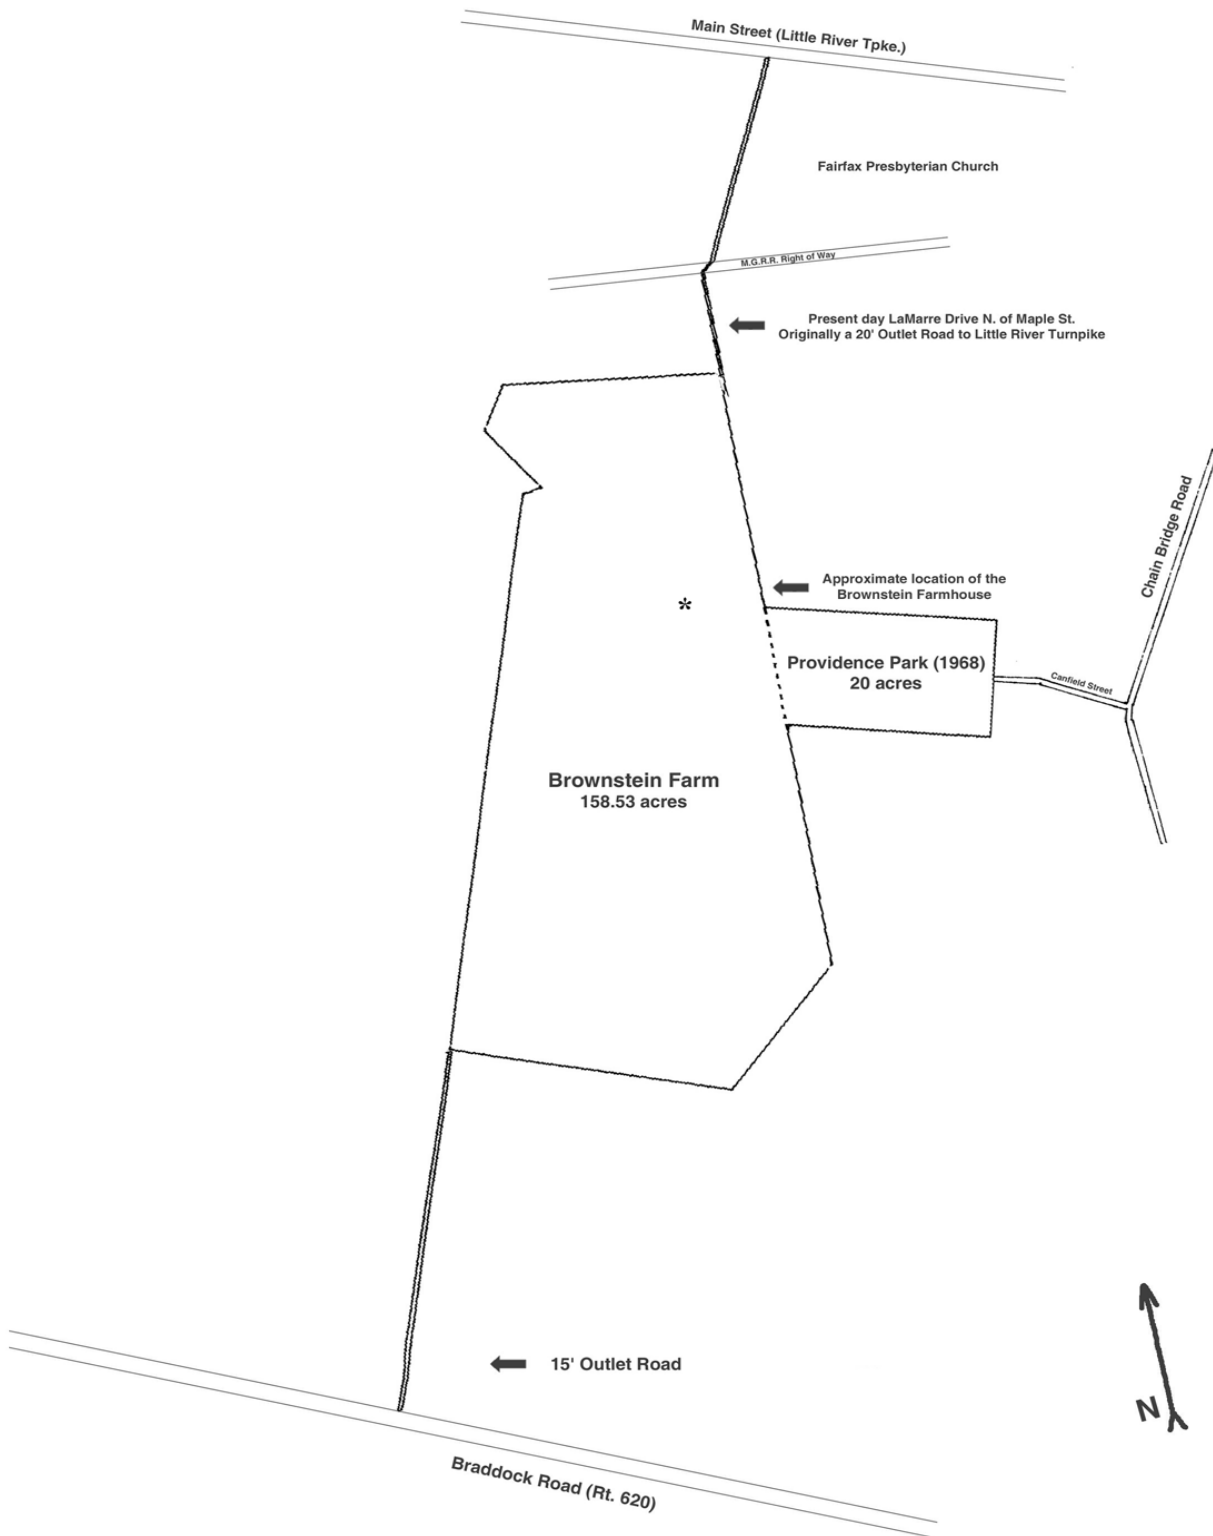 Main Street (Little River Tpke.)
Fairfax Presbyterian Church
M.G.R.R. Right of Way
Present day LaMarre Drive N. of Maple St.
Originally a 20' Outlet Road to Little River Turnpike
Chain Bridge Road
Approximate location of the
Brownstein Farmhouse
*
Providence Park (1968)
20 acres
Canfield Street
Brownstein Farm
158.53 acres
15' Outlet Road
N
Braddock Road (Rt. 620)